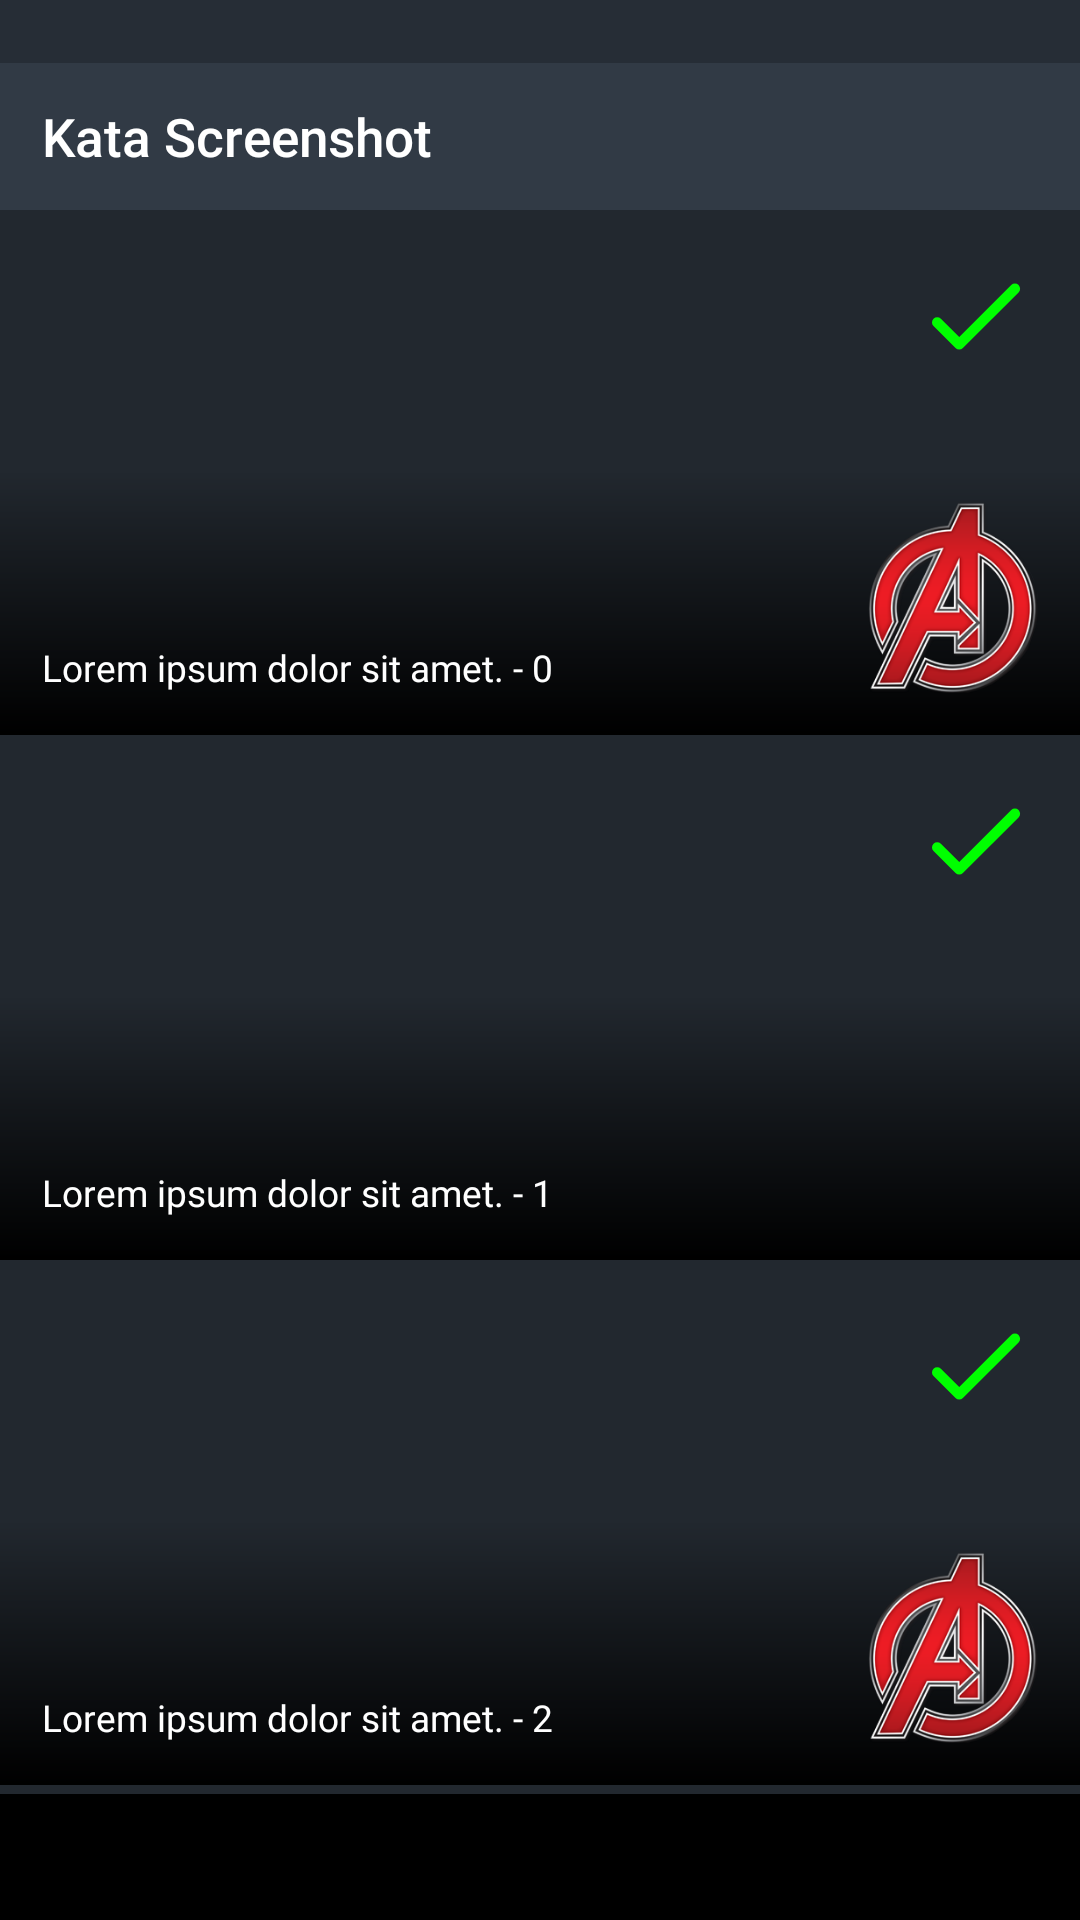 Kata Screenshot
Lorem ipsum dolor sit amet. - 0
Lorem ipsum dolor sit amet. - 1
Lorem ipsum dolor sit amet. - 2